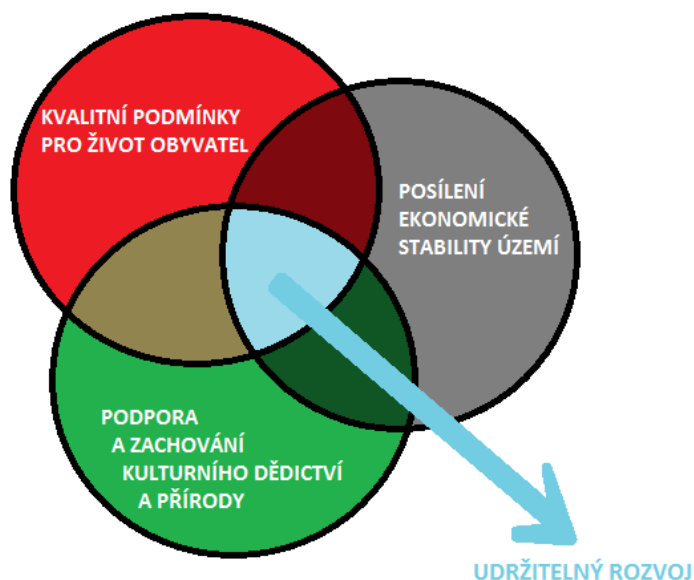 KVALITNÍ PODMÍNKY
PRO ŽIVOT OBYVATEL
POSÍLENÍ
EKONOMICKÉ
STABILITY ÚZEMÍ
PODPORA
A ZACHOVÁNÍ
KULTURNÍHO DĚDICTVÍ
A PŘÍRODY
UDRŽITELNÝ ROZVOJ